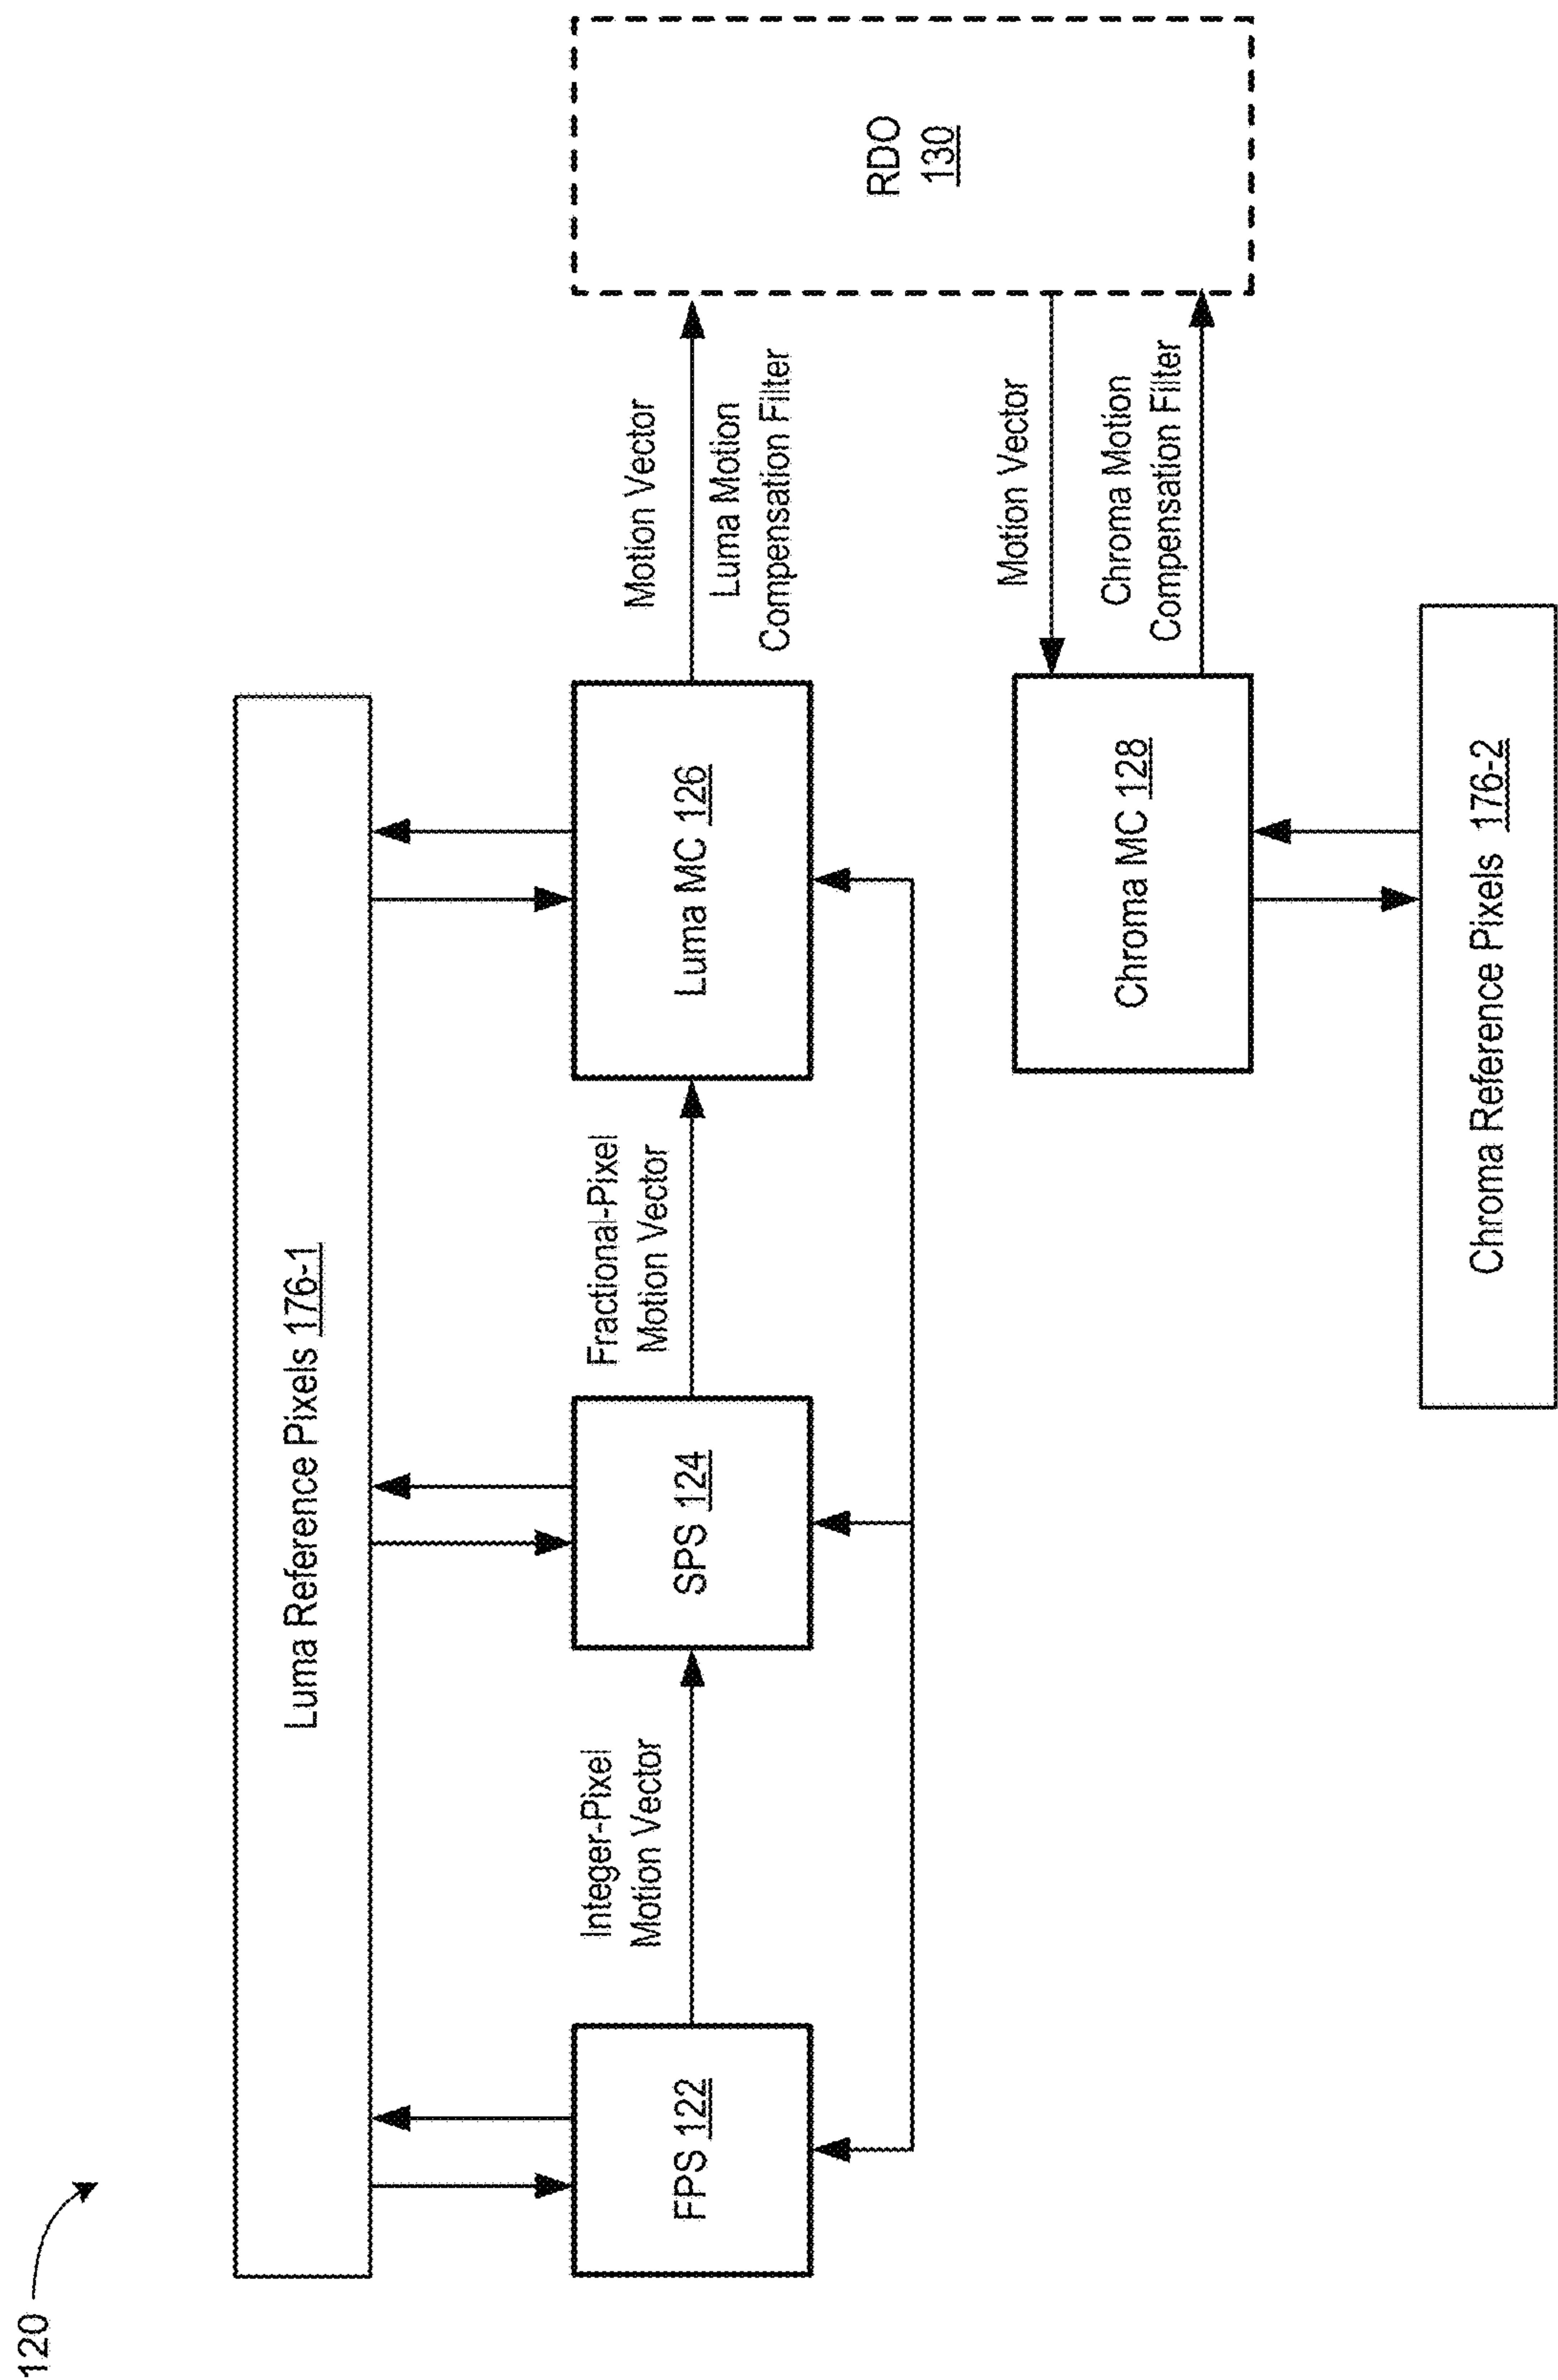 120
Luma Reference Pixels 176-1
FPS 122
Integer-Pixel
Motion Vector
SPS 124
Fractional-Pixel
Motion Vector
Luma MC 126
Motion Vector
Luma Motion
Compensation Filter
RDO
130
Motion Vector
Chroma Motion
Compensation Filter
Chroma MC 128
Chroma Reference Pixels 176-2